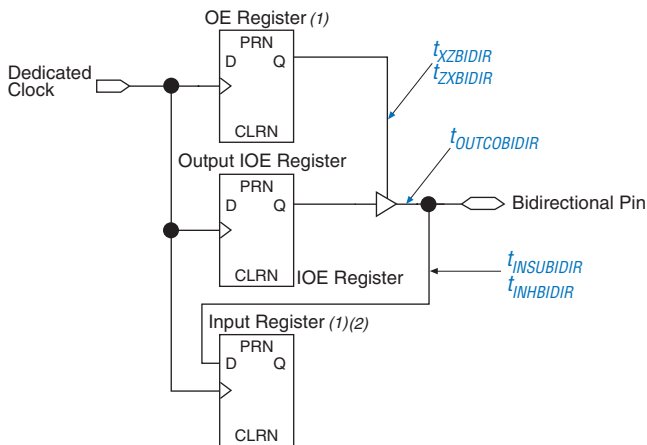 OE Register (1)
PRN
D Q
CLRN
Dedicated
Clock
tXZBIDIR
tZXBIDIR
tOUTCOBIDIR
Output IOE Register
PRN
D Q
CLRN
Bidirectional Pin
IOE Register
tINSUBIDIR
tINHBIDIR
Input Register (1)(2)
PRN
D Q
CLRN